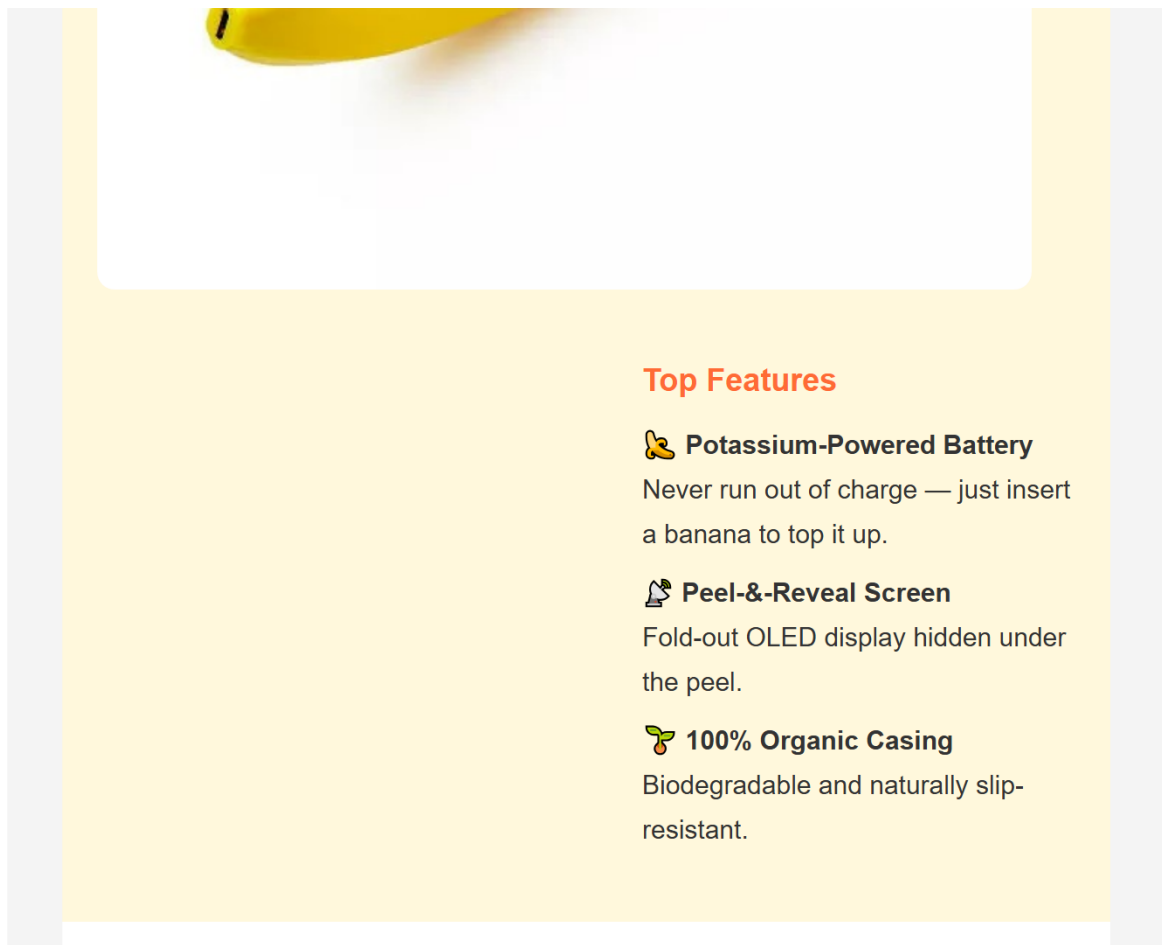 Top Features
🍌 Potassium-Powered Battery
Never run out of charge — just insert
a banana to top it up.
📡 Peel-&-Reveal Screen
Fold-out OLED display hidden under
the peel.
🌱 100% Organic Casing
Biodegradable and naturally slip-
resistant.